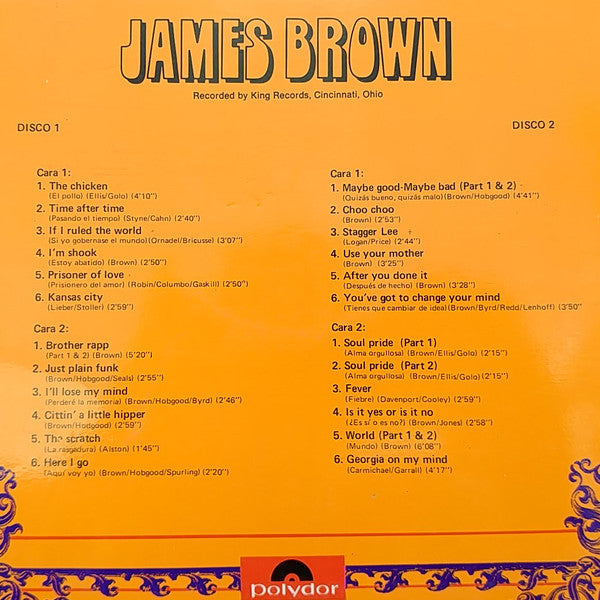 JAMES BROWN
Recorded by King Records, Cincinnati, Ohio
DISCO 1
Cara 1:
1. The chicken
(El pollo) (Ellis/Golo) (4'10'')
2. Time after time
(Pasando el tiempo) (Styne/Cahn) (2'40'')
3. If I ruled the world
(Si yo gobernase el mundo) (Ornadel/Bricusse) (3'07'')
4. I'm shook
(Estoy abatido) (Brown) (2'50'')
5. Prisoner of love
(Prisionero del amor) (Robin/Columbo/Gaskill) (2'50'')
6. Kansas city
(Lieber/Stoller) (2'59'')
Cara 2:
1. Brother rapp
(Part 1 & 2) (Brown) (5'20'')
2. Just plain funk
(Brown/Hobgood/Seals) (2'55'')
3. I'll lose my mind
(Perderé la memoria) (Brown/Hobgood/Byrd) (2'46'')
4. Cittin' a little hipper
(Brown/Hodgood) (2'59'')
5. The scratch
(La rasgadura) (Alston) (1'45'')
6. Here I go
(Aquí voy yo) (Brown/Hobgood/Spurling) (2'20'')
DISCO 2
Cara 1:
1. Maybe good-Maybe bad (Part 1 & 2)
(Quizás bueno, quizás malo) (Brown/Hobgood) (4'41'')
2. Choo choo
(Brown) (2'53'')
3. Stagger Lee
(Logan/Price) (2'44'')
4. Use your mother
(Brown) (3'25'')
5. After you done it
(Después de hecho) (Brown) (3'28'')
6. You've got to change your mind
(Tienes que cambiar de idea) (Brown/Byrd/Redd/Lenhoff) (3'50''
Cara 2:
1. Soul pride (Part 1)
(Alma orgullosa) (Brown/Ellis/Golo) (2'15'')
2. Soul pride (Part 2)
(Alma orgullosa) (Brown/Ellis/Golo) (2'15'')
3. Fever
(Fiebre) (Davenport/Cooley) (2'59'')
4. Is it yes or is it no
(¿Es sí o es no?) (Brown/Jones) (2'58'')
5. World (Part 1 & 2)
(Mundo) (Brown) (6'08'')
6. Georgia on my mind
(Carmichael/Garrall) (4'17'')
polydor